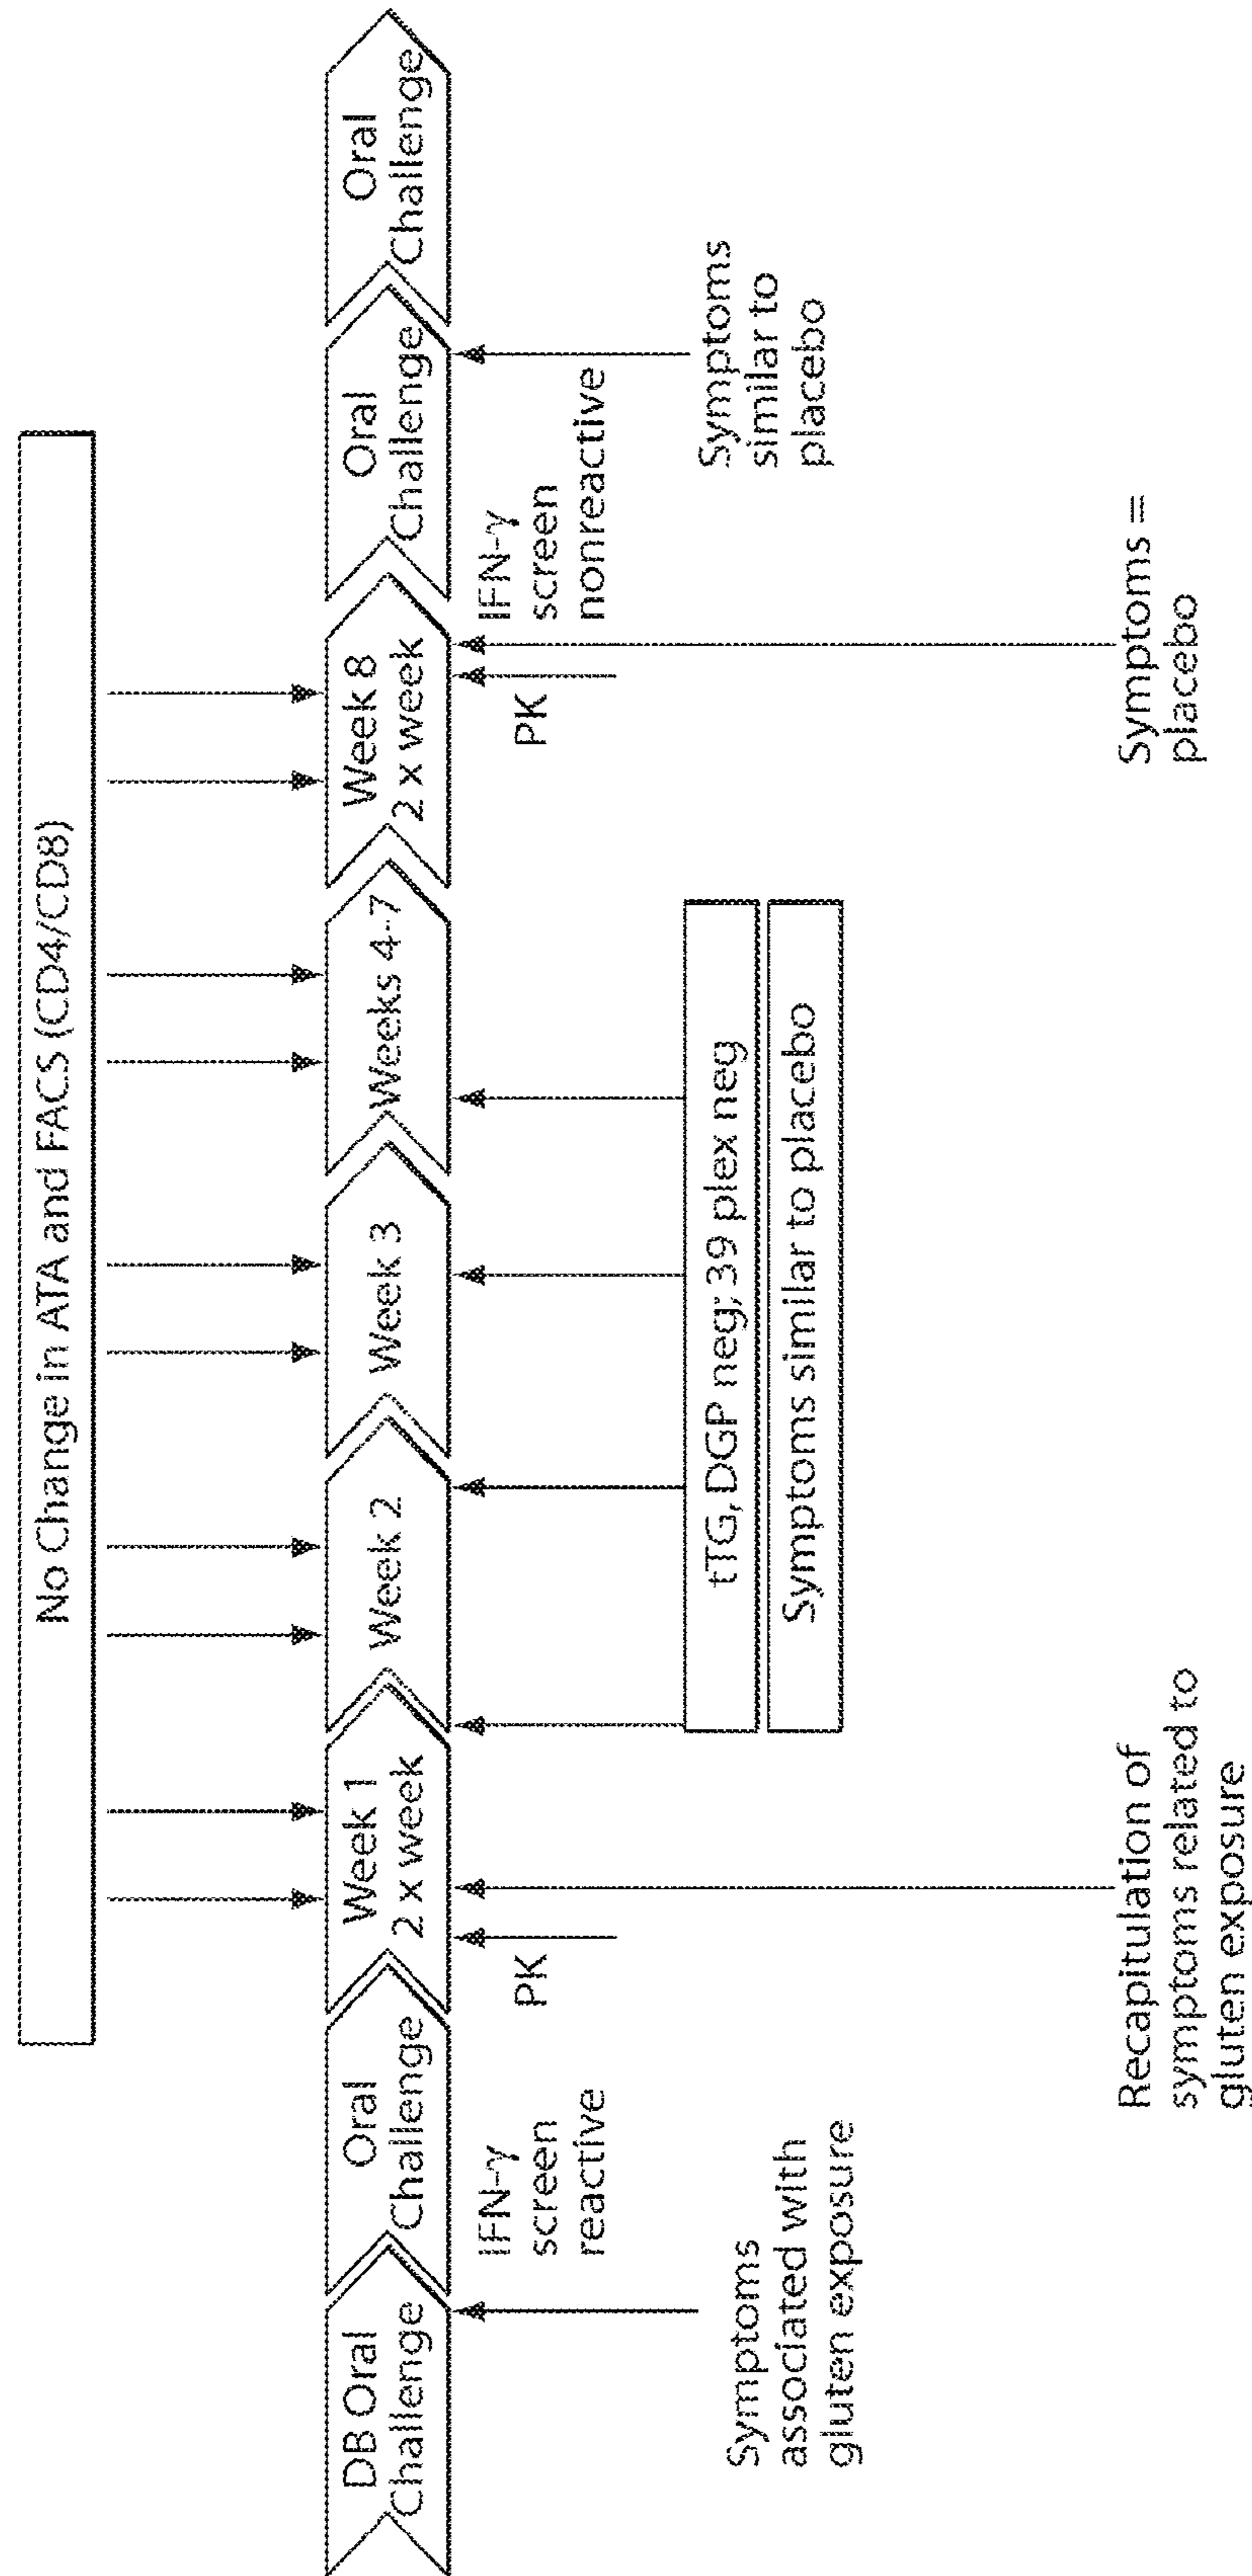 No Change in ATA and FACS (CD4/CD8)
DB Oral
Challenge
Oral
Challenge
Week 1
2 x week
Week 2
Week 3
Weeks 4-7
Week 8
2 x week
Oral
Challenge
Oral
Challenge
IFN-γ
screen
reactive
PK
PK
IFN-γ
screen
nonreactive
Symptoms
associated with
gluten exposure
tTG, DGP neg; 39 plex neg
Symptoms similar to placebo
Symptoms
similar to
placebo
Recapitulation of
symptoms related to
gluten exposure
Symptoms =
placebo